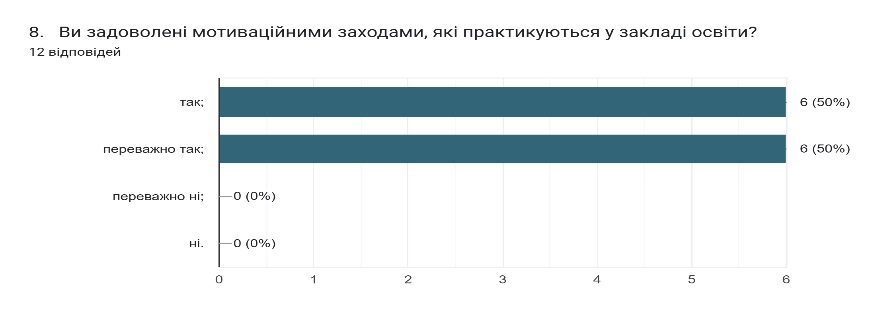 8. Ви задоволені мотиваційними заходами, які практикуються у закладі освіти?
12 відповідей
так; 6 (50%)
переважно так; 6 (50%)
переважно ні; 0 (0%)
ні. 0 (0%)
0 1 2 3 4 5 6